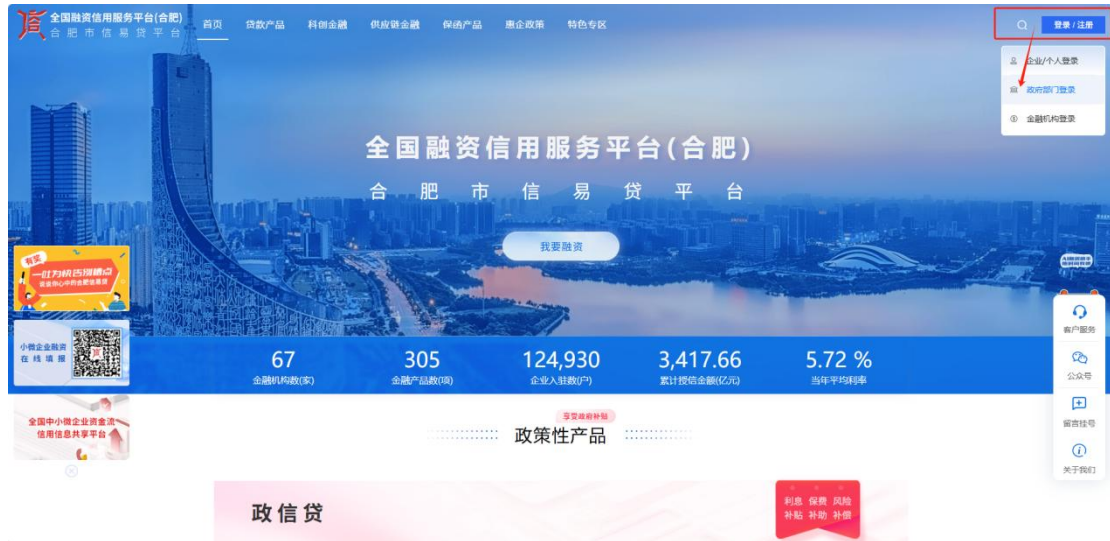 全国融资信用服务平台(合肥)
合肥市信易贷平台
首页 贷款产品 科创金融 供应链金融 保函产品 惠企政策 特色专区
登录 / 注册
企业/个人登录
政府部门登录
金融机构登录
全国融资信用服务平台(合肥)
合肥市信易贷平台
我要融资
有奖
一吐为快 告别痛点
小微企业融资
在线填报
全国中小微企业资金流
信用信息共享平台
67
金融机构数(家)
305
金融产品数(项)
124,930
企业入驻数(户)
3,417.66
累计授信金额(亿元)
5.72 %
当年平均利率
客户服务
公众号
留言挂号
关于我们
享受政府补贴
政策性产品
政信贷
利息 保费 风险
补贴 补助 补偿